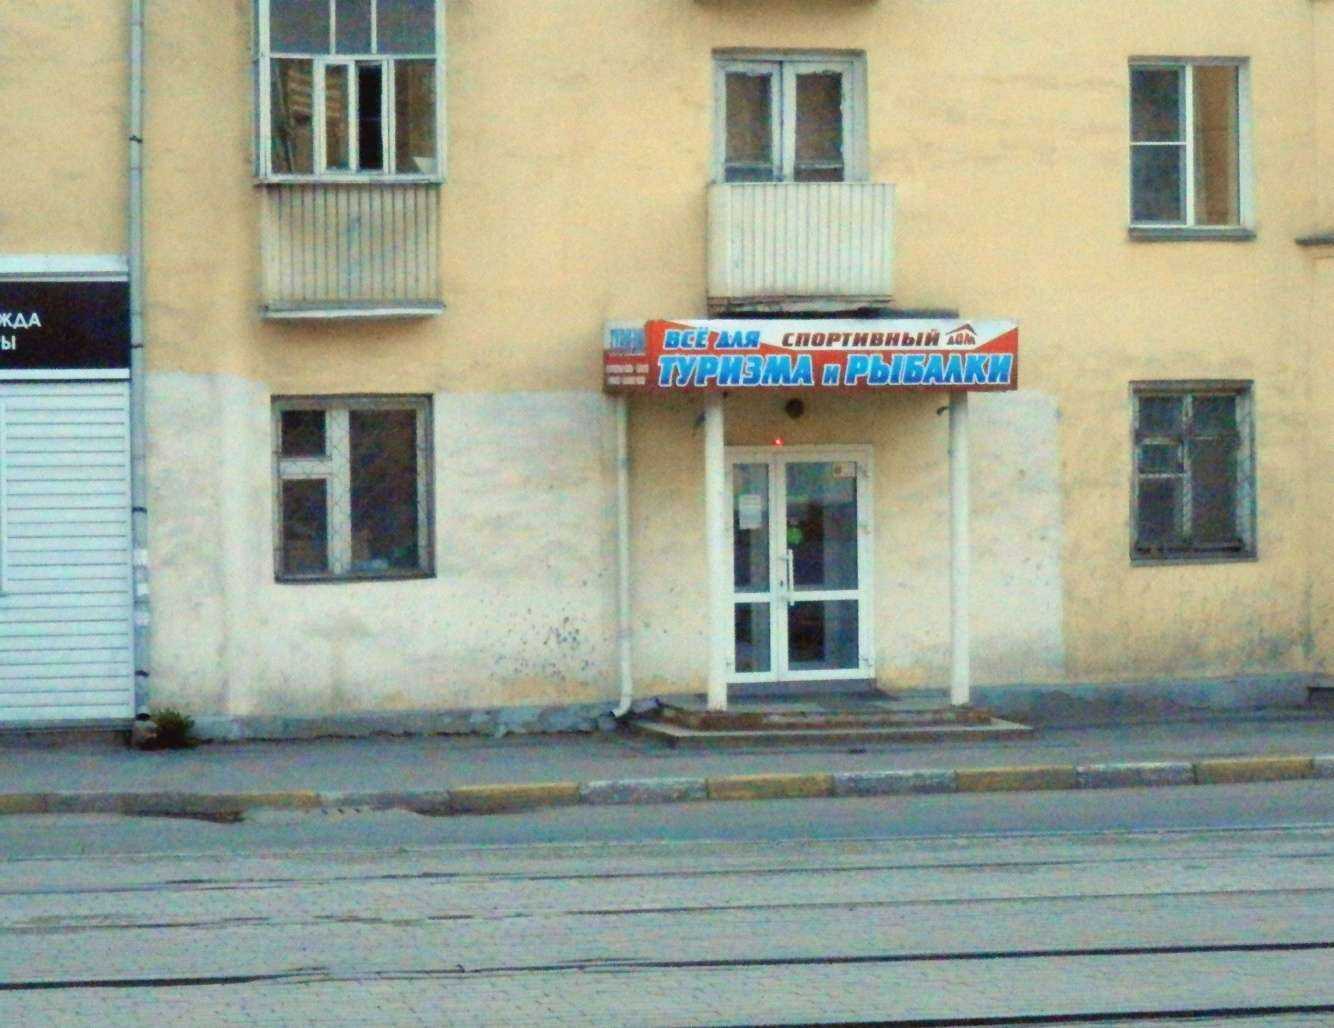 ЖДА
Ы
ВСЁ ДЛЯ СПОРТИВНЫЙ ДОМ
ТУРИЗМА И РЫБАЛКИ